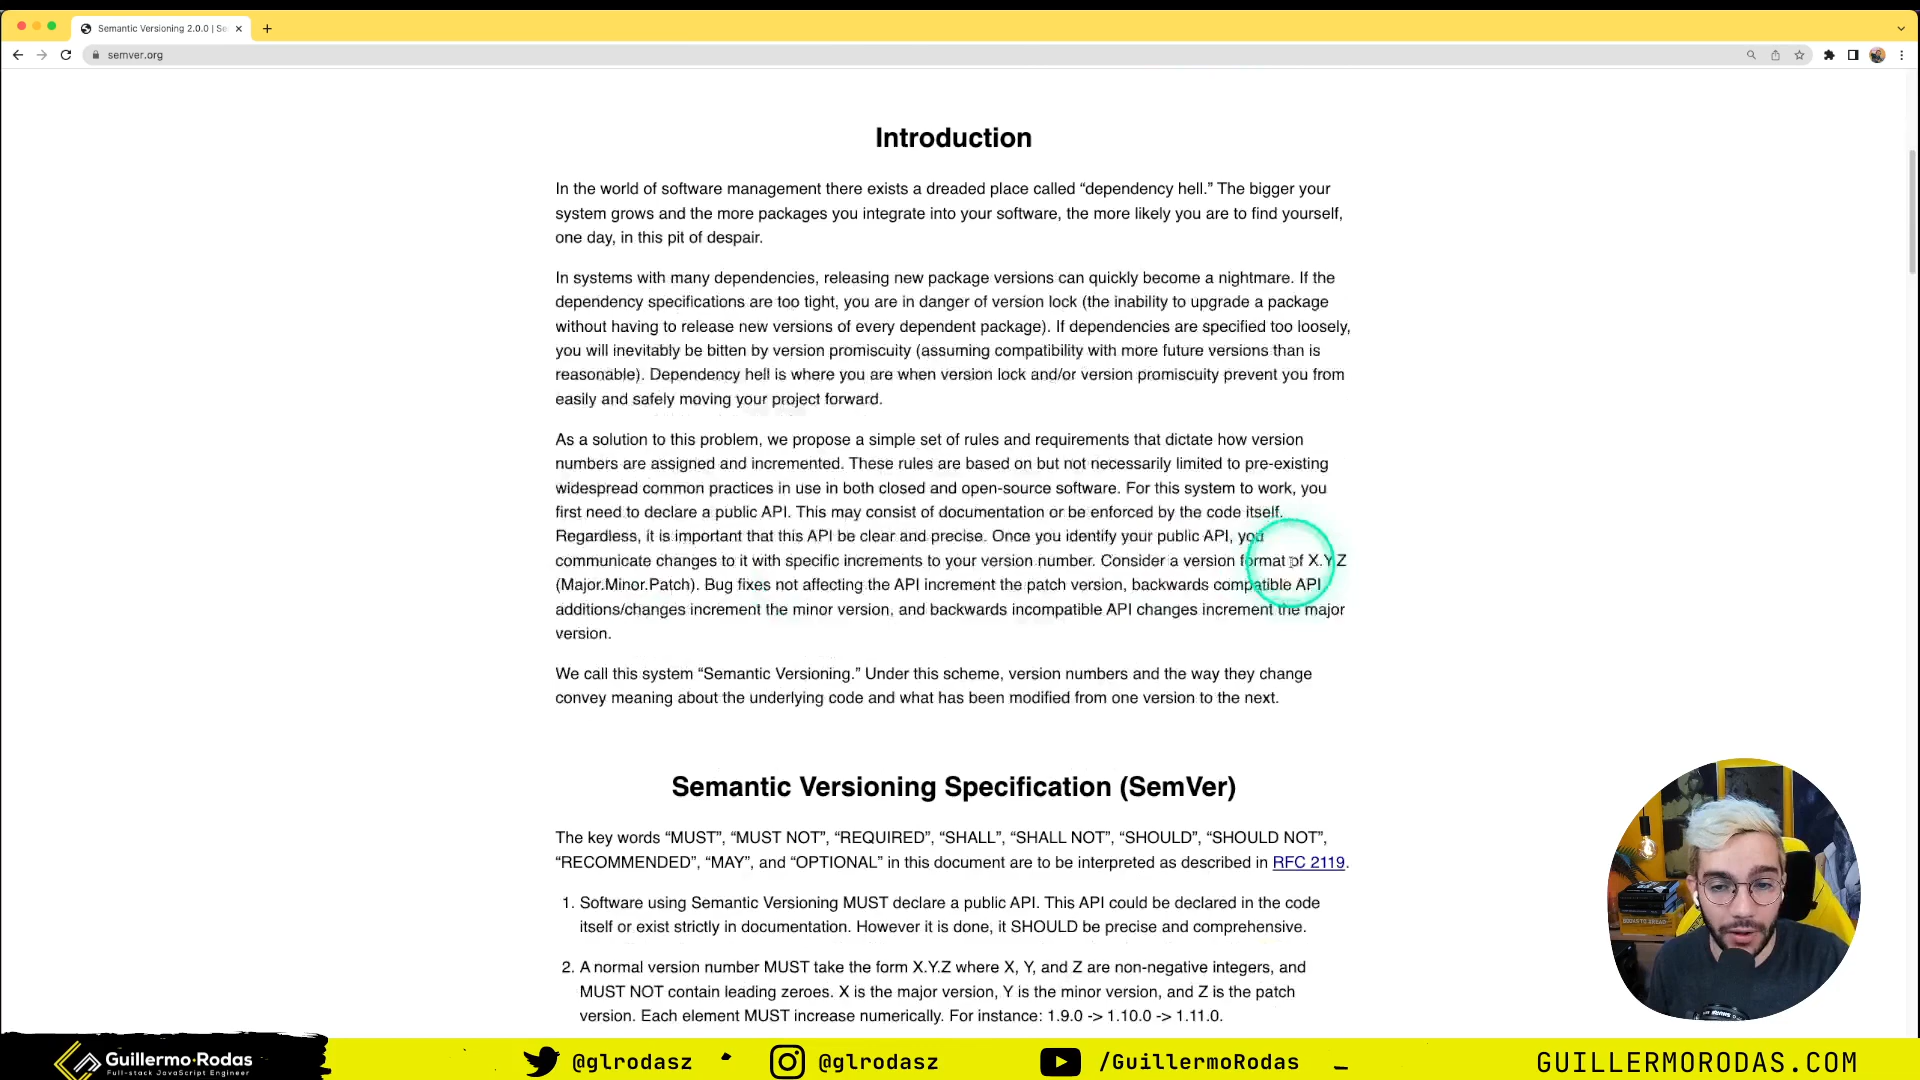 Semantic Versioning 2.0.0 | Se
semver.org
Introduction
In the world of software management there exists a dreaded place called “dependency hell.” The bigger your
system grows and the more packages you integrate into your software, the more likely you are to find yourself,
one day, in this pit of despair.
In systems with many dependencies, releasing new package versions can quickly become a nightmare. If the
dependency specifications are too tight, you are in danger of version lock (the inability to upgrade a package
without having to release new versions of every dependent package). If dependencies are specified too loosely,
you will inevitably be bitten by version promiscuity (assuming compatibility with more future versions than is
reasonable). Dependency hell is where you are when version lock and/or version promiscuity prevent you from
easily and safely moving your project forward.
As a solution to this problem, we propose a simple set of rules and requirements that dictate how version
numbers are assigned and incremented. These rules are based on but not necessarily limited to pre-existing
widespread common practices in use in both closed and open-source software. For this system to work, you
first need to declare a public API. This may consist of documentation or be enforced by the code itself.
Regardless, it is important that this API be clear and precise. Once you identify your public API, you
communicate changes to it with specific increments to your version number. Consider a version format of X.Y.Z
(Major.Minor.Patch). Bug fixes not affecting the API increment the patch version, backwards compatible API
additions/changes increment the minor version, and backwards incompatible API changes increment the major
version.
We call this system “Semantic Versioning.” Under this scheme, version numbers and the way they change
convey meaning about the underlying code and what has been modified from one version to the next.
Semantic Versioning Specification (SemVer)
The key words “MUST”, “MUST NOT”, “REQUIRED”, “SHALL”, “SHALL NOT”, “SHOULD”, “SHOULD NOT”,
“RECOMMENDED”, “MAY”, and “OPTIONAL” in this document are to be interpreted as described in RFC 2119.
1. Software using Semantic Versioning MUST declare a public API. This API could be declared in the code
itself or exist strictly in documentation. However it is done, it SHOULD be precise and comprehensive.
2. A normal version number MUST take the form X.Y.Z where X, Y, and Z are non-negative integers, and
MUST NOT contain leading zeroes. X is the major version, Y is the minor version, and Z is the patch
version. Each element MUST increase numerically. For instance: 1.9.0 -> 1.10.0 -> 1.11.0.
Guillermo·Rodas
Full-stack JavaScript Engineer
@glrodasz
@glrodasz
/GuillermoRodas
GUILLERMORODAS.COM